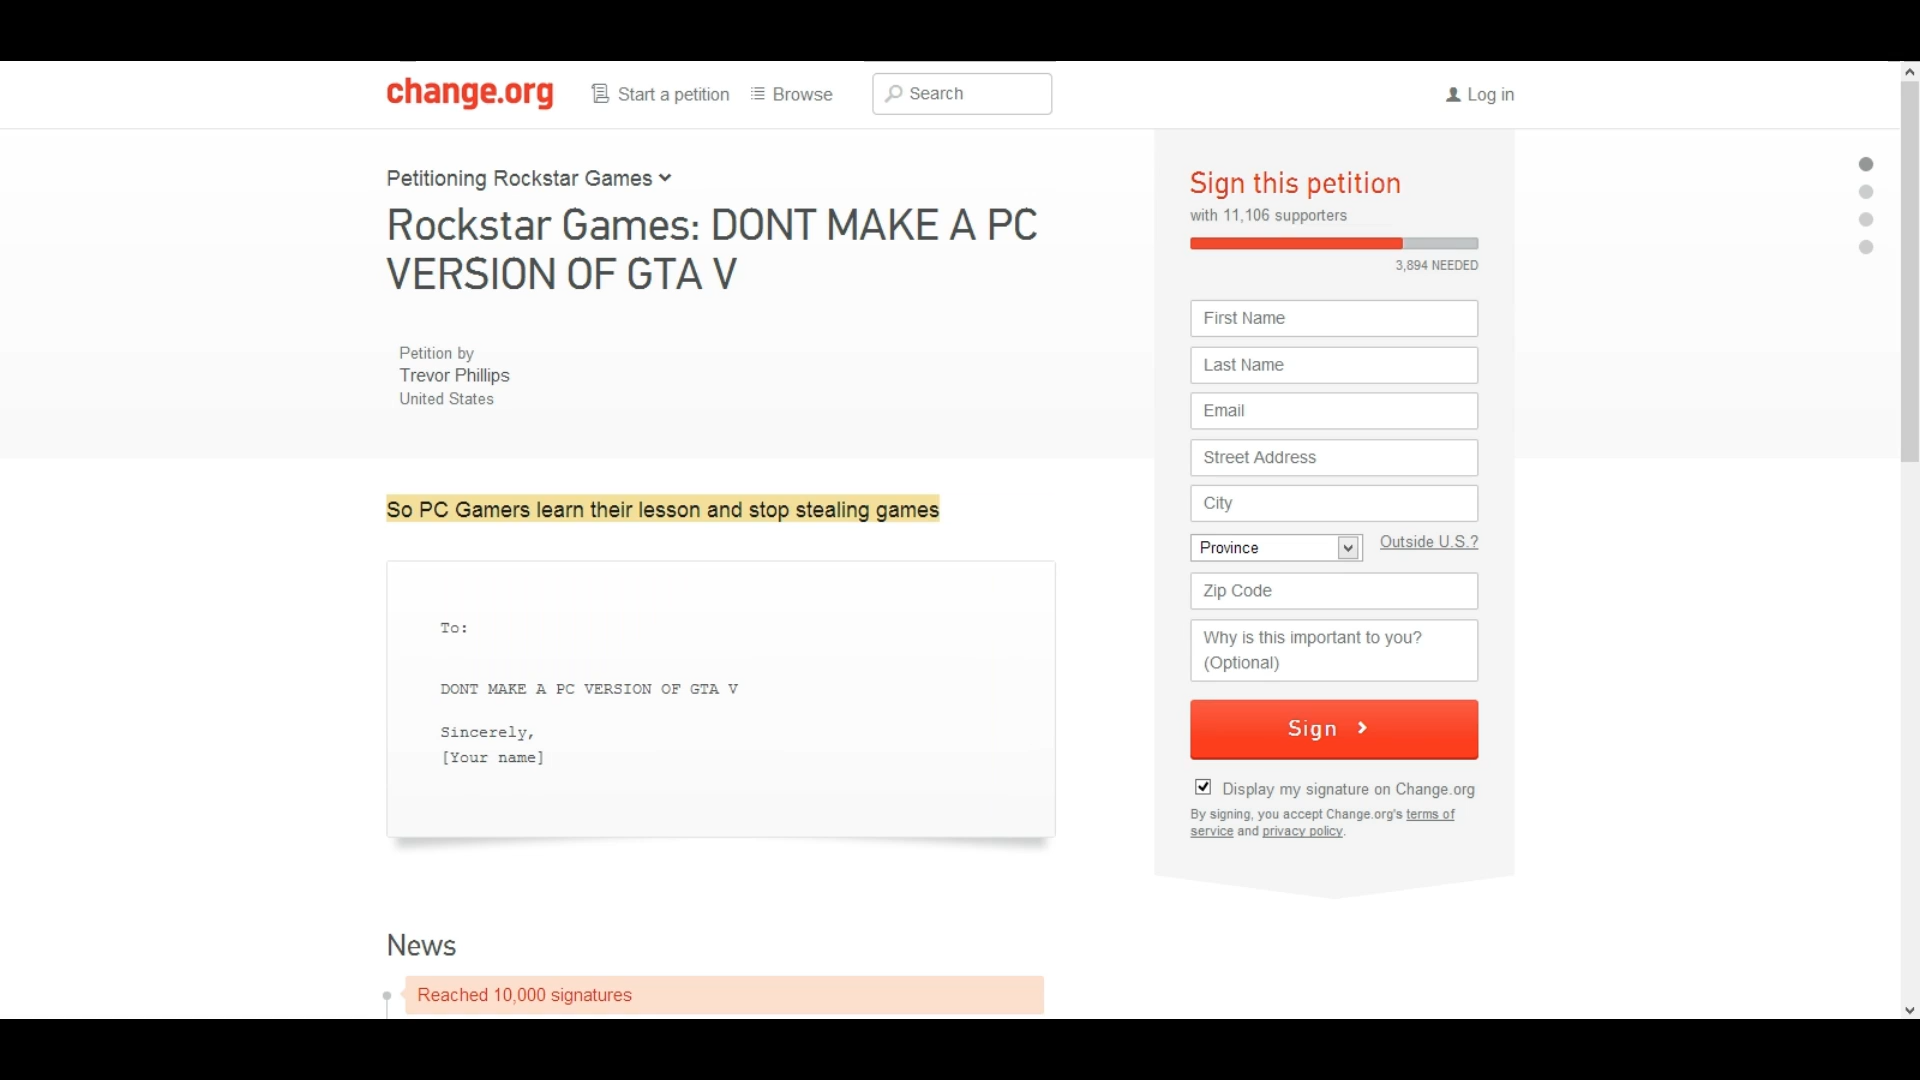 change.org
Start a petition
Browse
Search
Log in
Petitioning Rockstar Games
Rockstar Games: DONT MAKE A PC
VERSION OF GTA V
Petition by
Trevor Phillips
United States
So PC Gamers learn their lesson and stop stealing games
To:
DONT MAKE A PC VERSION OF GTA V
Sincerely,
[Your name]
News
Reached 10,000 signatures
Sign this petition
with 11,106 supporters
3,894 NEEDED
First Name
Last Name
Email
Street Address
City
Province
Outside U.S.?
Zip Code
Why is this important to you?
(Optional)
Sign
Display my signature on Change.org
By signing, you accept Change.org's terms of
service and privacy policy.